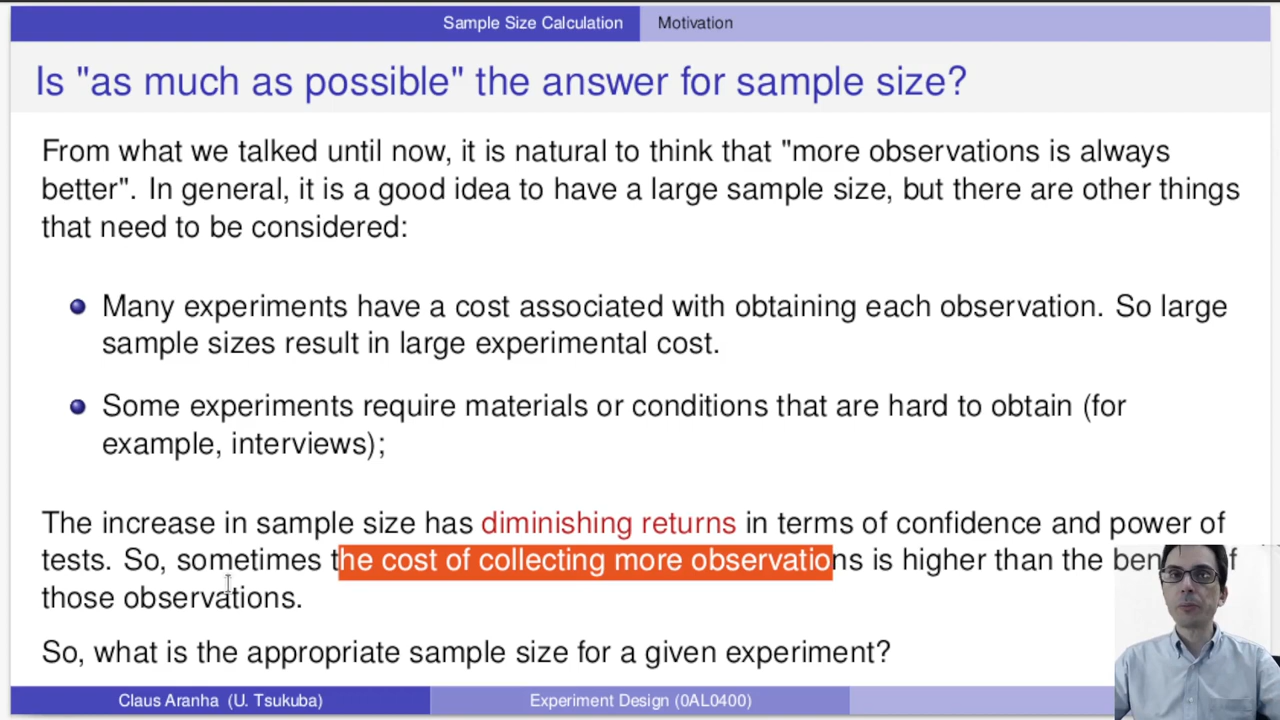 Sample Size Calculation Motivation
Is "as much as possible" the answer for sample size?
From what we talked until now, it is natural to think that "more observations is always
better". In general, it is a good idea to have a large sample size, but there are other things
that need to be considered:
Many experiments have a cost associated with obtaining each observation. So large
sample sizes result in large experimental cost.
Some experiments require materials or conditions that are hard to obtain (for
example, interviews);
The increase in sample size has diminishing returns in terms of confidence and power of
tests. So, sometimes the cost of collecting more observations is higher than the
those observations.
So, what is the appropriate sample size for a given experiment?
Claus Aranha (U. Tsukuba) Experiment Design (0AL0400)